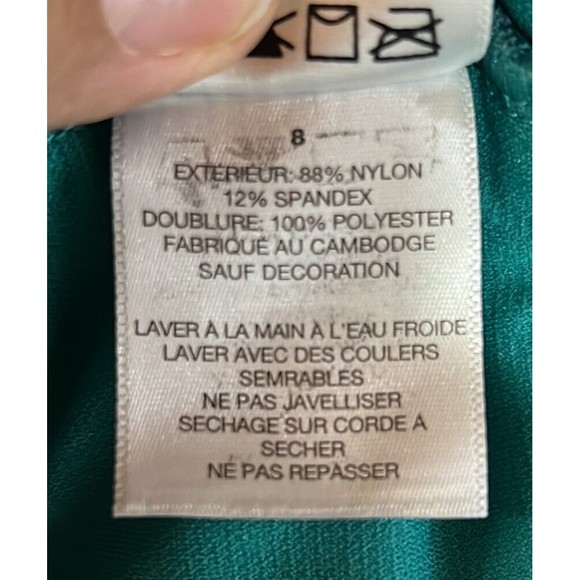 8
EXTERIEUR: 88% NYLON
12% SPANDEX
DOUBLURE: 100% POLYESTER
FABRIQUÉ AU CAMBODGE
SAUF DECORATION
LAVER À LA MAIN À L'EAU FROIDE
LAVER AVEC DES COULERS
SEMRABLES
NE PAS JAVELLISER
SECHAGE SUR CORDE À
SECHER
NE PAS REPASSER